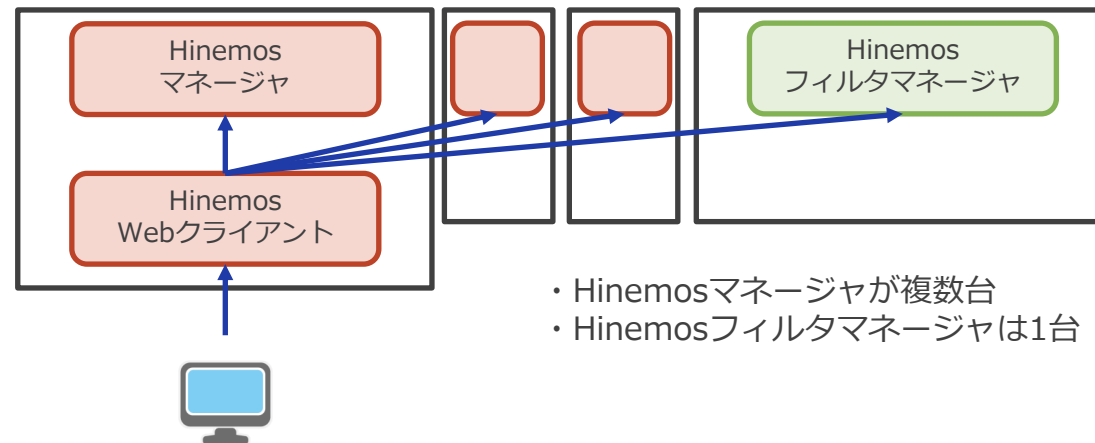 Hinemos
マネージャ
Hinemos
フィルタマネージャ
Hinemos
Webクライアント
・Hinemosマネージャが複数台
・Hinemosフィルタマネージャは1台